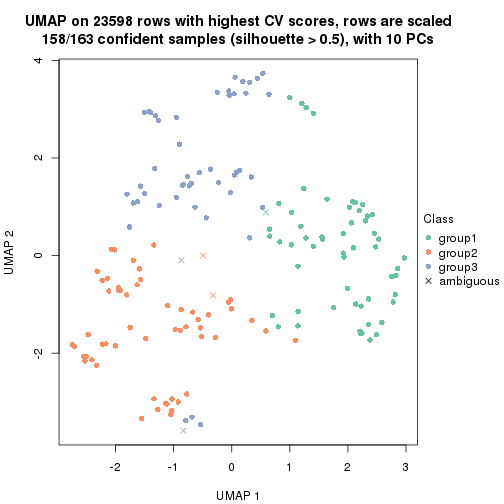 UMAP on 23598 rows with highest CV scores, rows are scaled
158/163 confident samples (silhouette > 0.5), with 10 PCs
4
2
0
-2
UMAP 2
-2
-1
0
1
2
3
UMAP 1
Class
group1
group2
group3
ambiguous